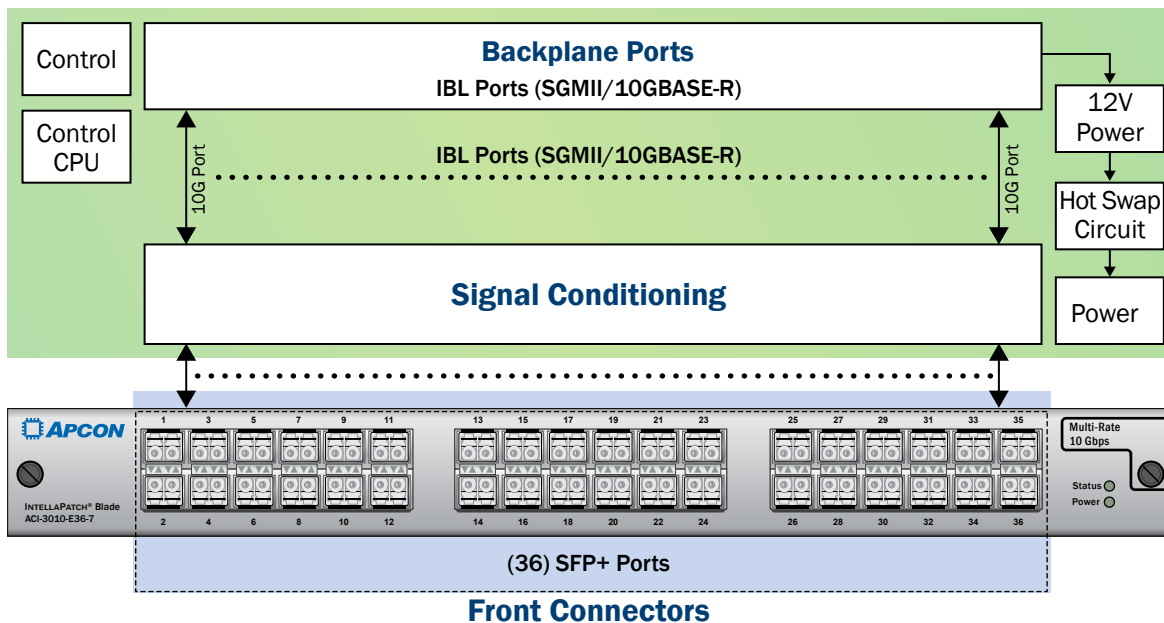 Control
Control
CPU
Backplane Ports
IBL Ports (SGMII/10GBASE-R)
12V
Power
Hot Swap
Circuit
Power
10G Port
IBL Ports (SGMII/10GBASE-R)
10G Port
Signal Conditioning
APCON
1 3 5 7 9 11 13 15 17 19 21 23 25 27 29 31 33 35
Multi-Rate
10 Gbps
Status
Power
INTELLAPATCH® Blade
ACI-3010-E36-7
2 4 6 8 10 12 14 16 18 20 22 24 26 28 30 32 34 36
(36) SFP+ Ports
Front Connectors